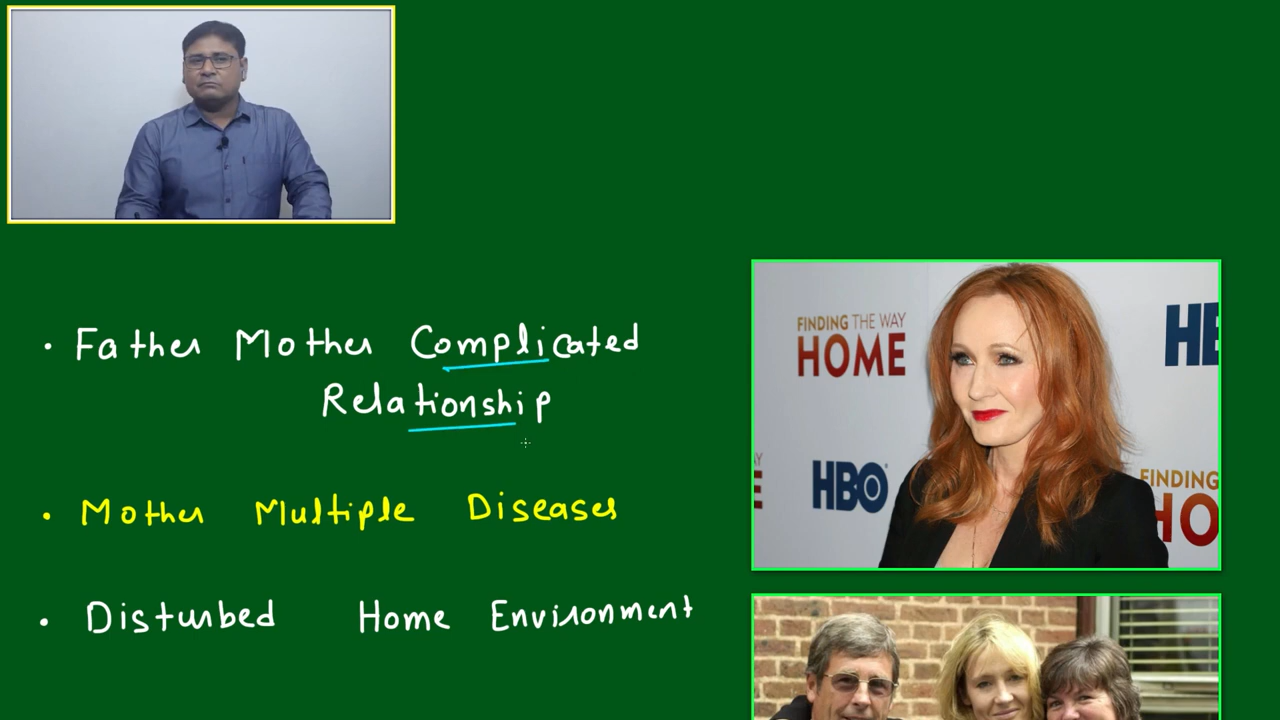 • Father Mother Complicated
Relationship
• Mother Multiple Diseases
• Disturbed Home Environment
FINDING THE WAY
HOME
HB
HBO
FINDING
HO